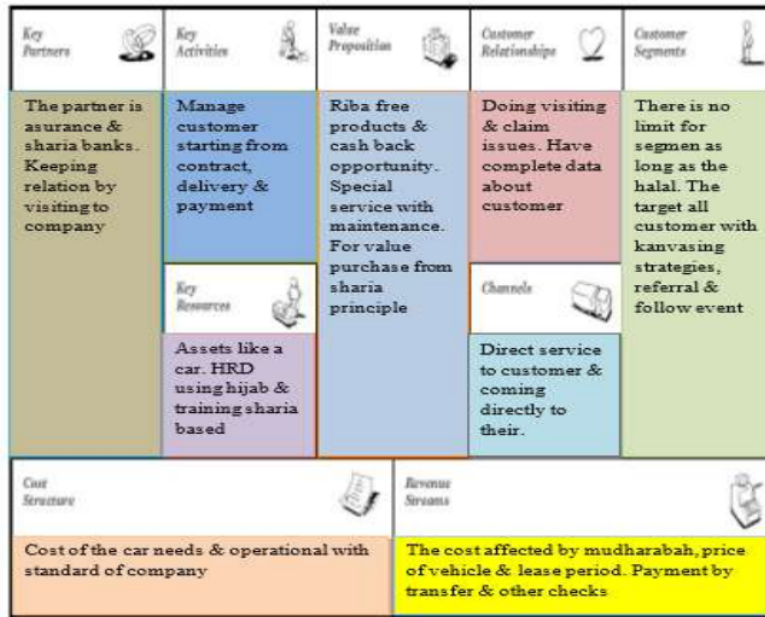 Key
Partners
The partner is
asurance &
sharia banks.
Keeping
relation by
visiting to
company
Key
Activities
Manage
customer
starting from
contract,
delivery &
payment
Key
Resources
Assets like a
car. HRD
using hijab &
training sharia
based
Value
Proposition
Riba free
products &
cash back
opportunity.
Special
service with
maintenance.
For value
purchase from
sharia
principle
Customer
Relationships
Doing visiting
& claim
issues. Have
complete data
about
customer
Channels
Direct service
to customer &
coming
directly to
their.
Customer
Segments
There is no
limit for
segmen as
long as the
halal. The
target all
customer with
kanvasing
strategies,
referral &
follow event
Cost
Structure
Cost of the car needs & operational with
standard of company
Revenue
Streams
The cost affected by mudharabah, price
of vehicle & lease period. Payment by
transfer & other checks